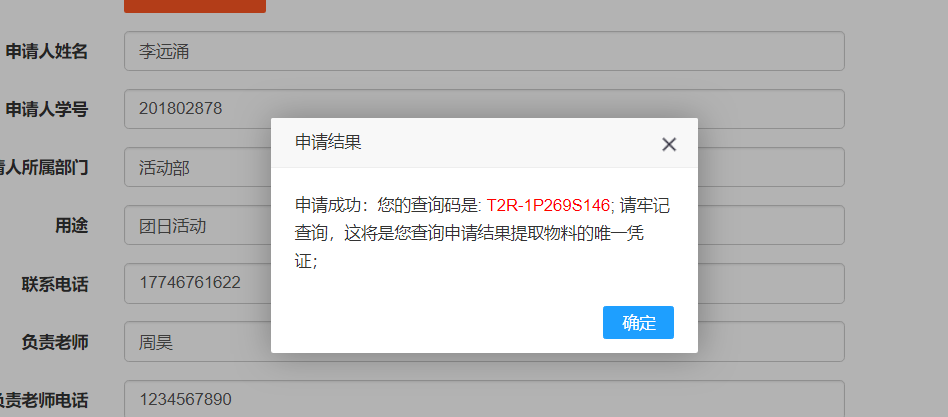 申请人姓名 李远涌
申请人学号 201802878
申请结果
请人所属部门 活动部
申请成功：您的查询码是: T2R-1P269S146; 请牢记
用途 团日活动
查询，这将是您查询申请结果提取物料的唯一凭
证；
联系电话 17746761622
确定
负责老师 周昊
负责老师电话 1234567890